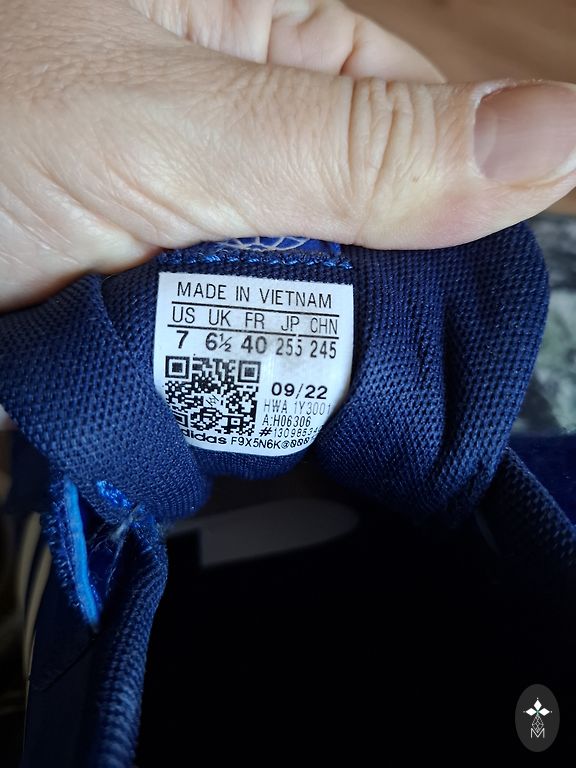 MADE IN VIETNAM
US UK FR JP CHN
7 6½ 40 255 245
09/22
HWA 1Y3001
A:H06306
adidas F9X5N6K@